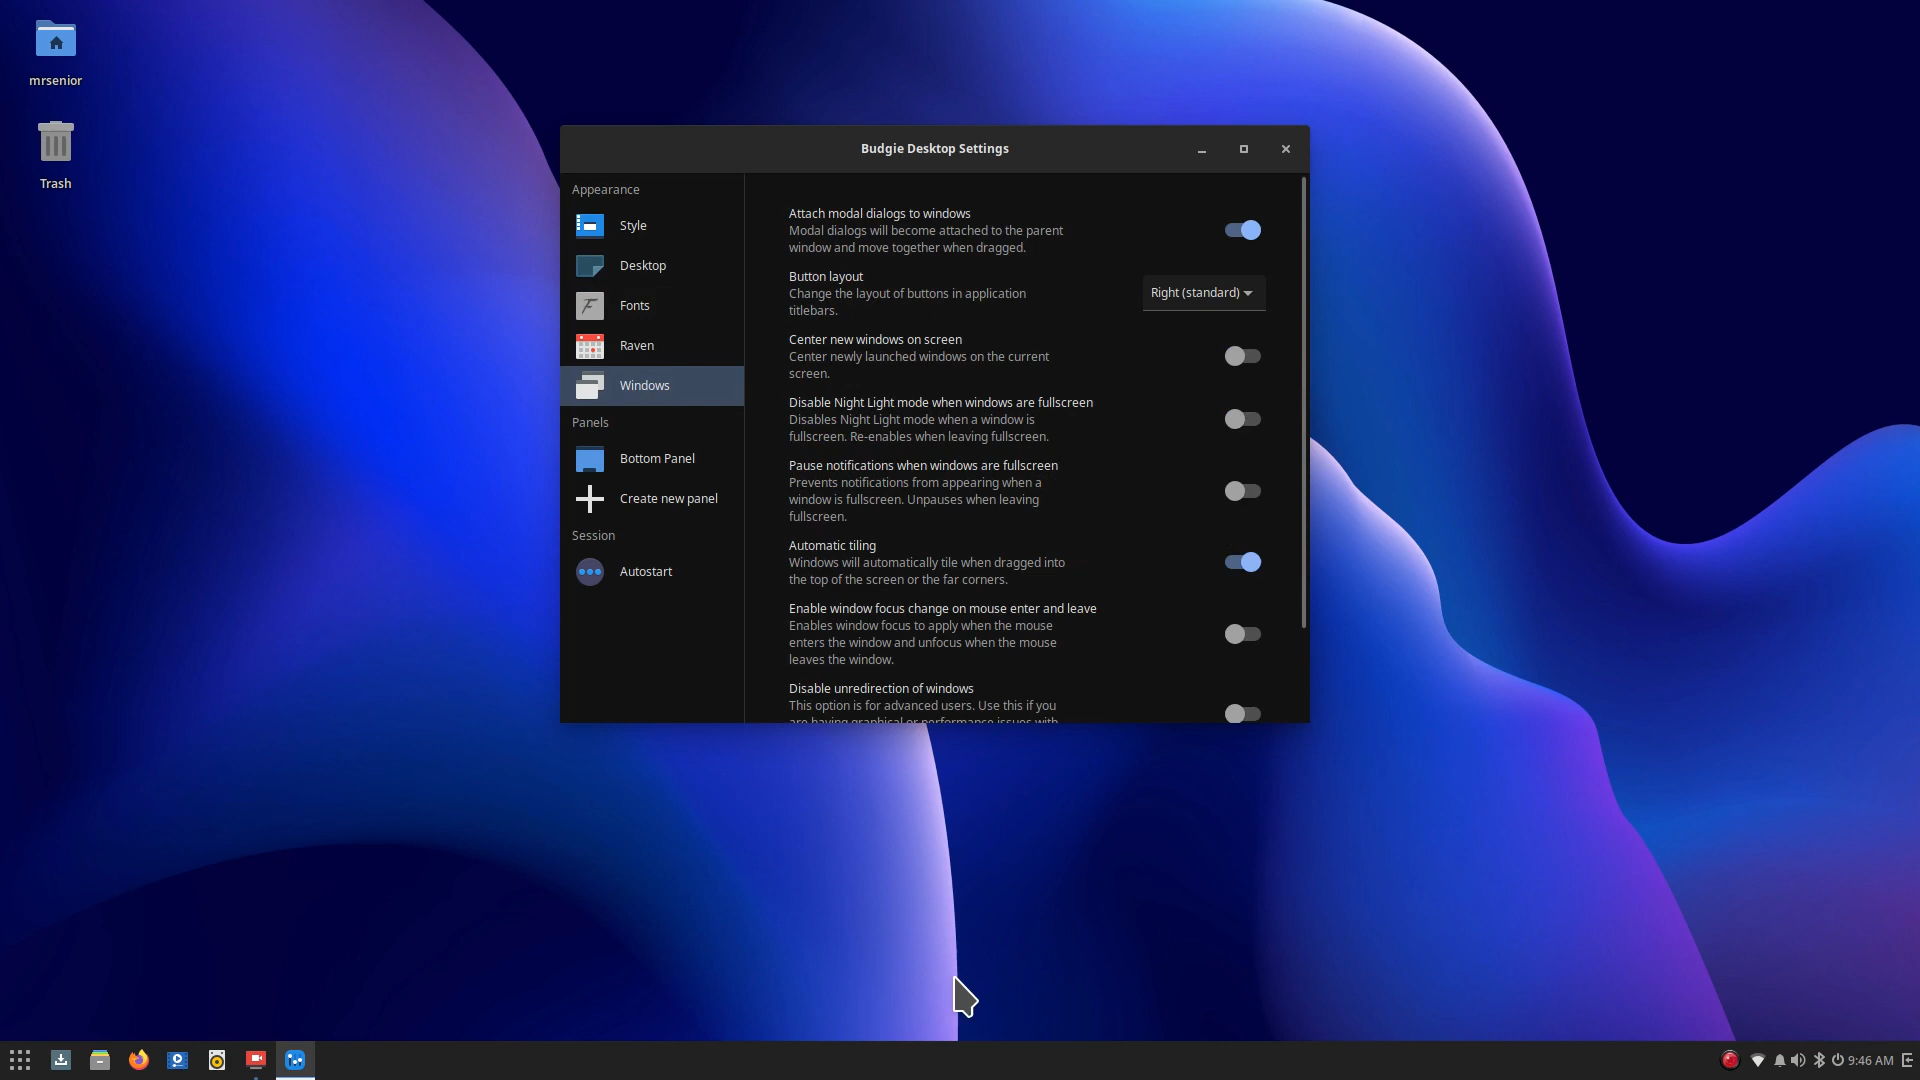 mrsenior
Trash
Budgie Desktop Settings
Appearance
Style
Desktop
Fonts
Raven
Windows
Panels
Bottom Panel
Create new panel
Session
Autostart
Attach modal dialogs to windows
Modal dialogs will become attached to the parent
window and move together when dragged.
Button layout
Change the layout of buttons in application
titlebars.
Right (standard)
Center new windows on screen
Center newly launched windows on the current
screen.
Disable Night Light mode when windows are fullscreen
Disables Night Light mode when a window is
fullscreen. Re-enables when leaving fullscreen.
Pause notifications when windows are fullscreen
Prevents notifications from appearing when a
window is fullscreen. Unpauses when leaving
fullscreen.
Automatic tiling
Windows will automatically tile when dragged into
the top of the screen or the far corners.
Enable window focus change on mouse enter and leave
Enables window focus to apply when the mouse
enters the window and unfocus when the mouse
leaves the window.
Disable unredirection of windows
This option is for advanced users. Use this if you
are having graphical or performance issues with
9:46 AM